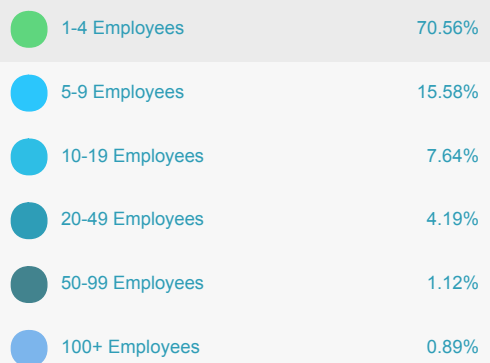 1-4 Employees 70.56%
5-9 Employees 15.58%
10-19 Employees 7.64%
20-49 Employees 4.19%
50-99 Employees 1.12%
100+ Employees 0.89%